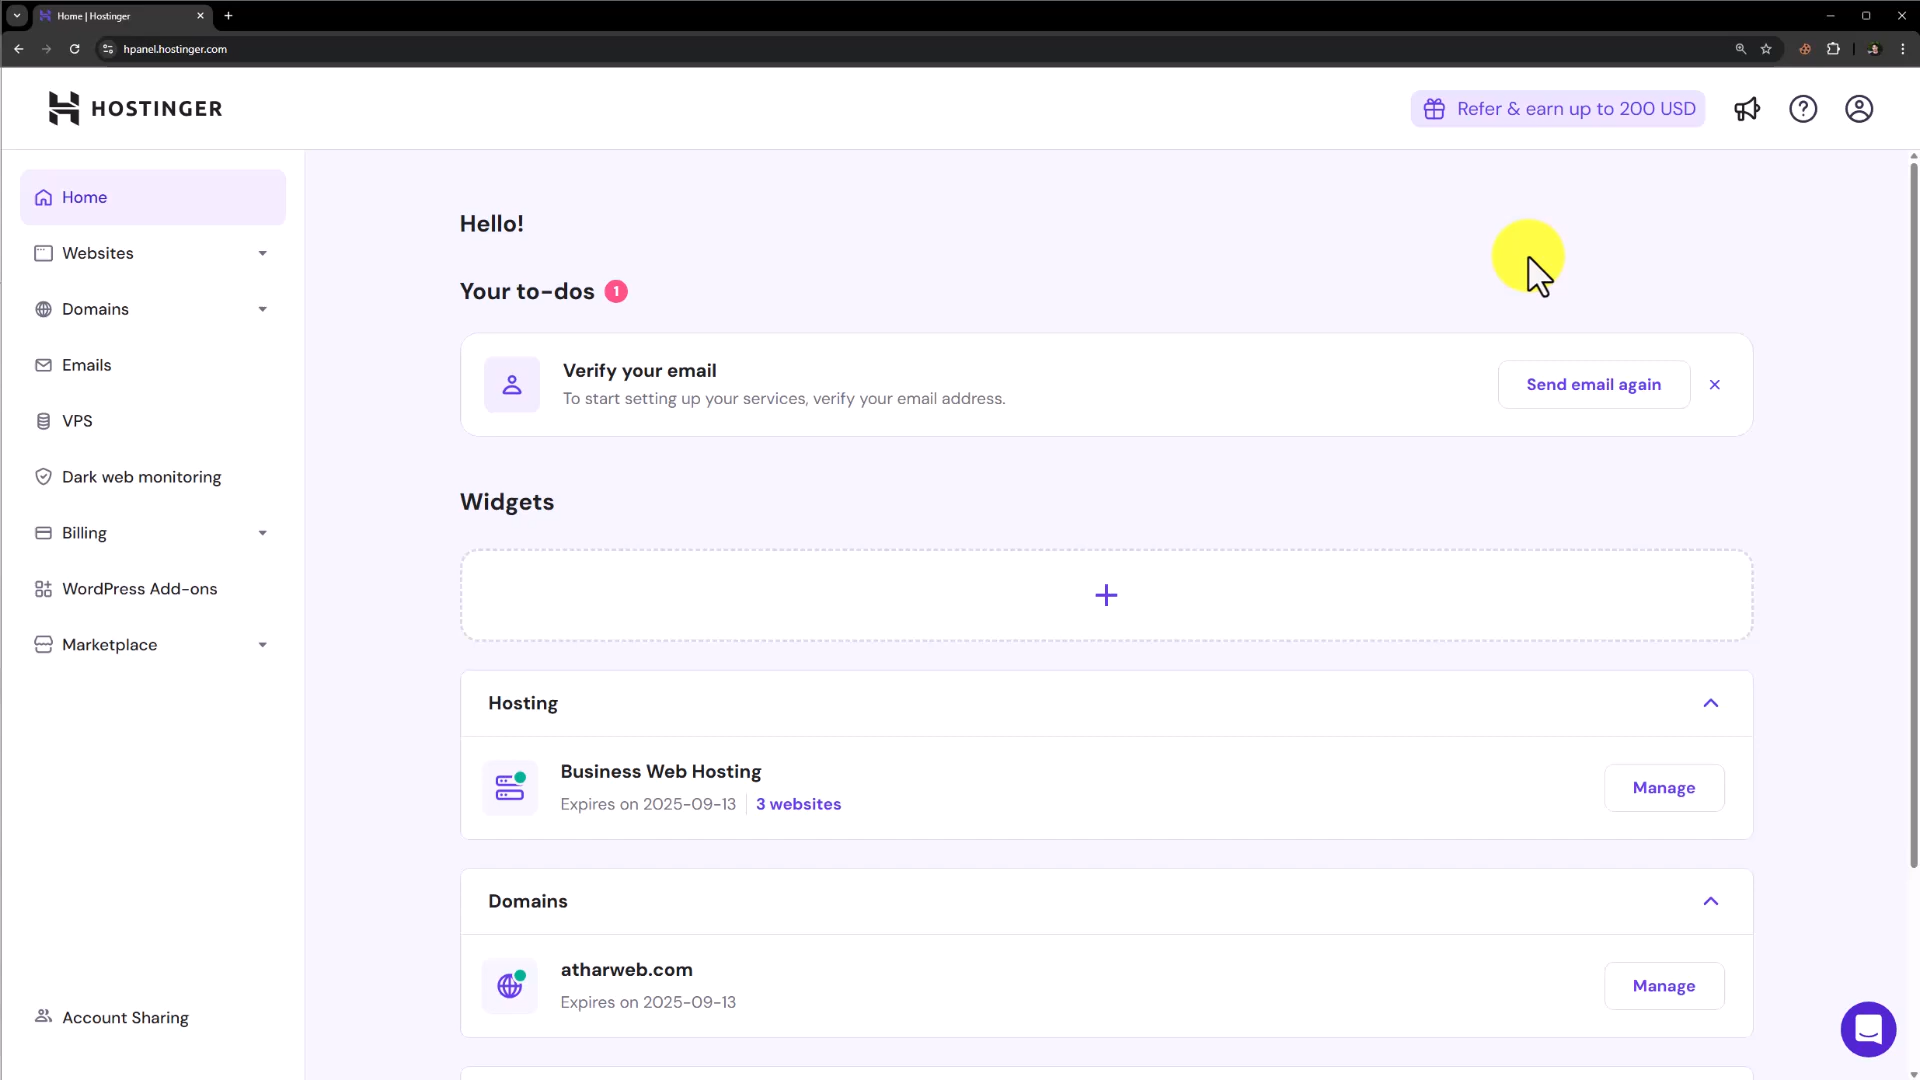 Home | Hostinger
hpanel.hostinger.com
HOSTINGER
Refer & earn up to 200 USD
Home
Websites
Domains
Emails
VPS
Dark web monitoring
Billing
WordPress Add-ons
Marketplace
Account Sharing
Hello!
Your to-dos 1
Verify your email
To start setting up your services, verify your email address.
Send email again
Widgets
Hosting
Business Web Hosting
Expires on 2025-09-13 3 websites
Manage
Domains
atharweb.com
Expires on 2025-09-13
Manage